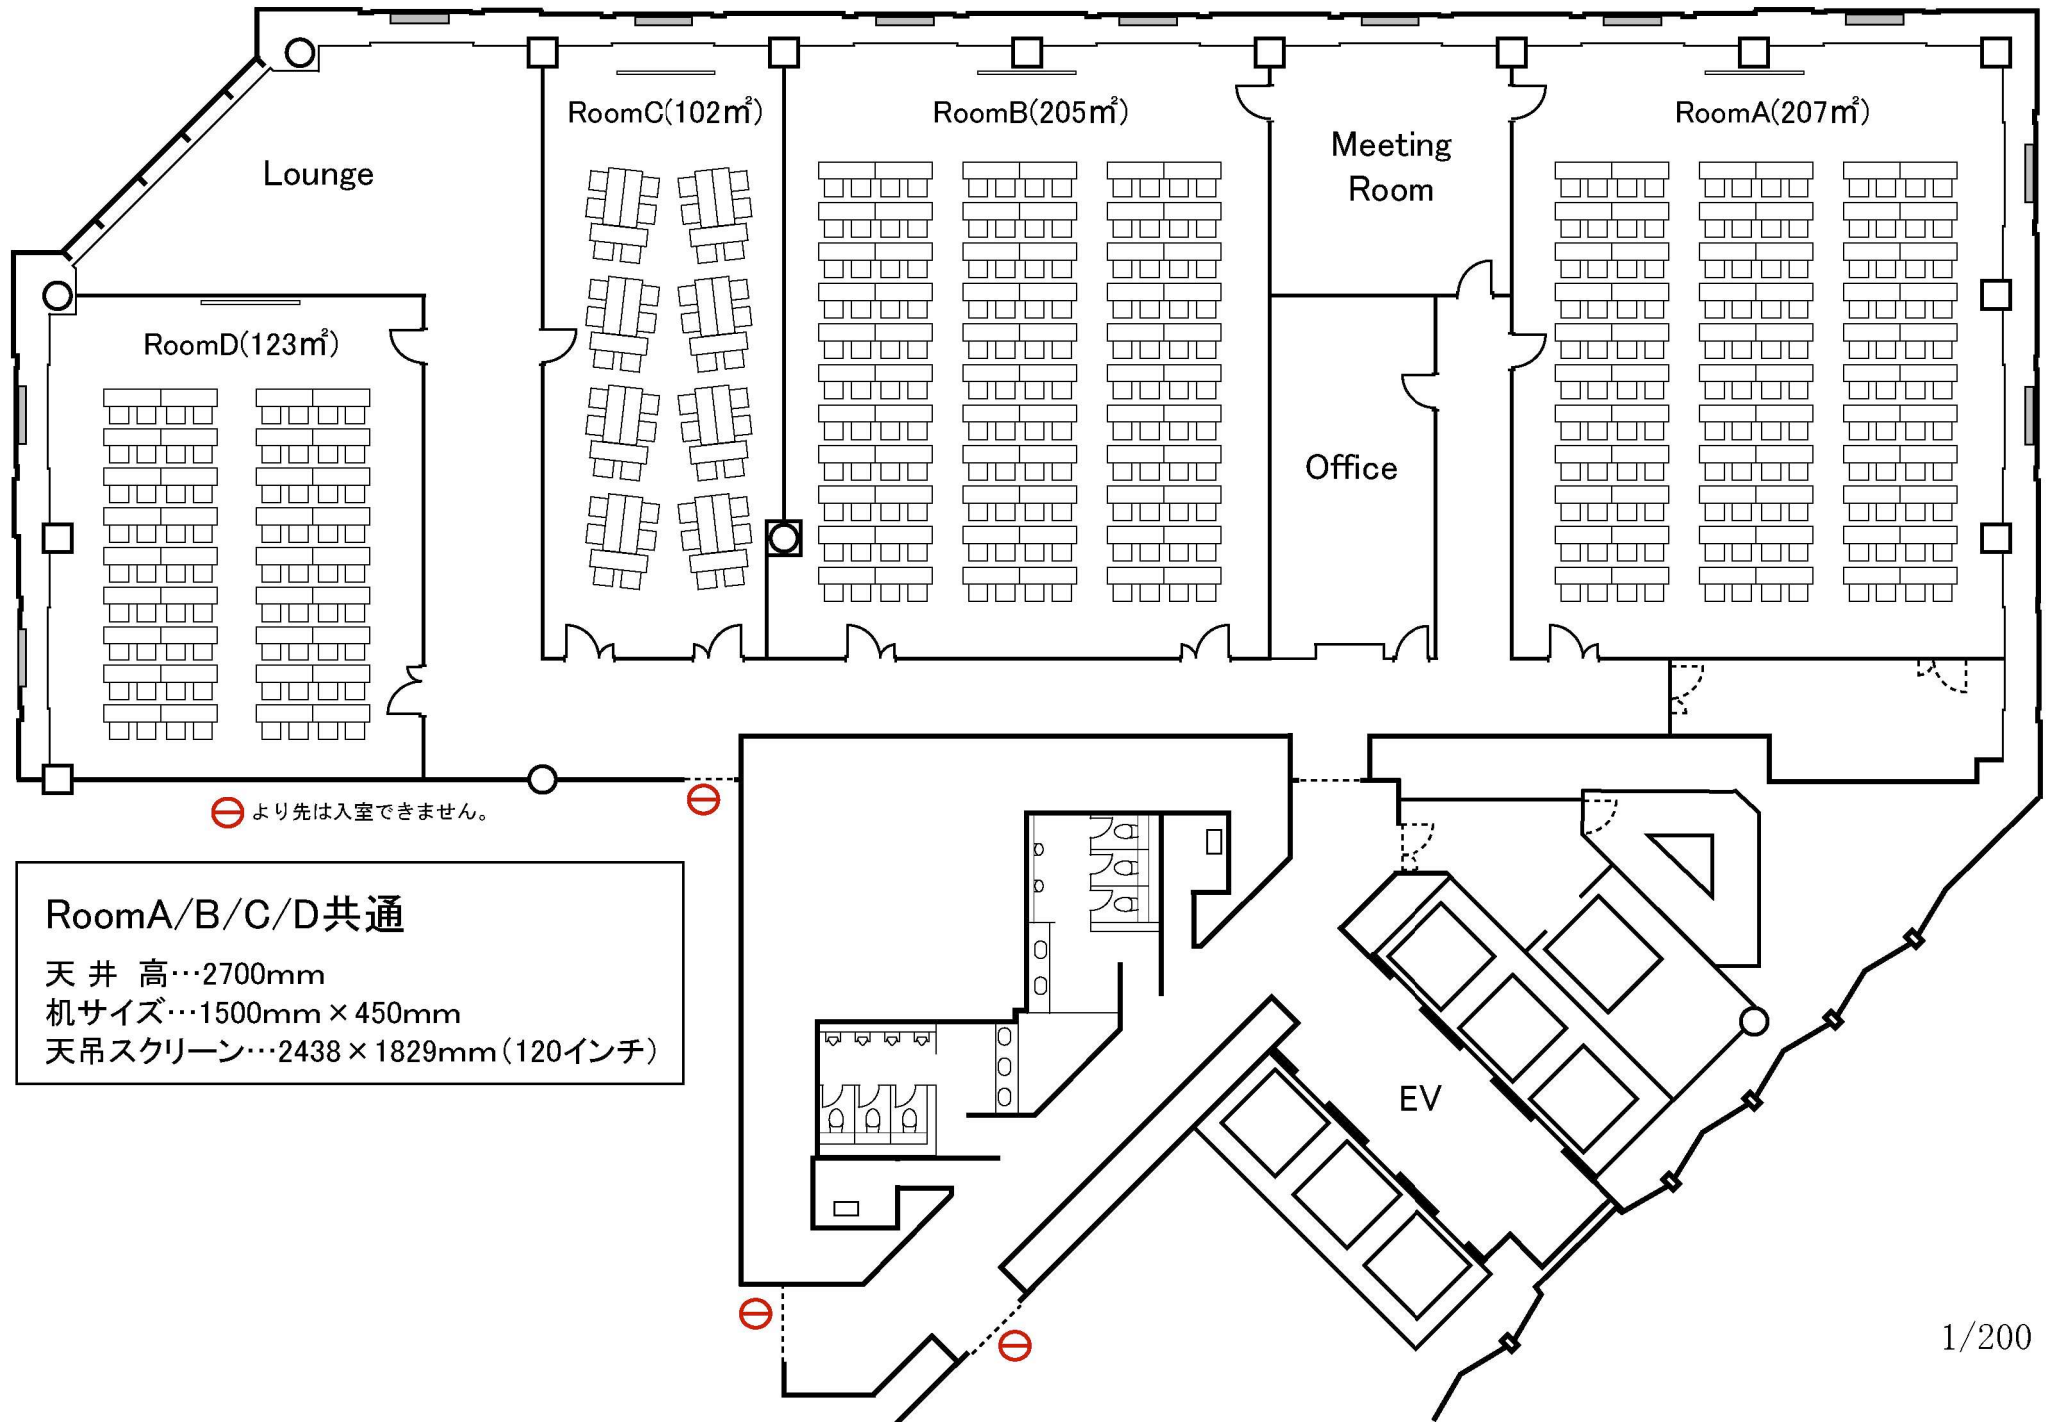 RoomC(102㎡)
RoomB(205㎡)
RoomA(207㎡)
Meeting
Room
Lounge
RoomD(123㎡)
Office
より先は入室できません。
RoomA/B/C/D共通
天 井 高…2700mm
机サイズ…1500mm×450mm
天吊スクリーン…2438×1829mm(120インチ)
EV
1/200